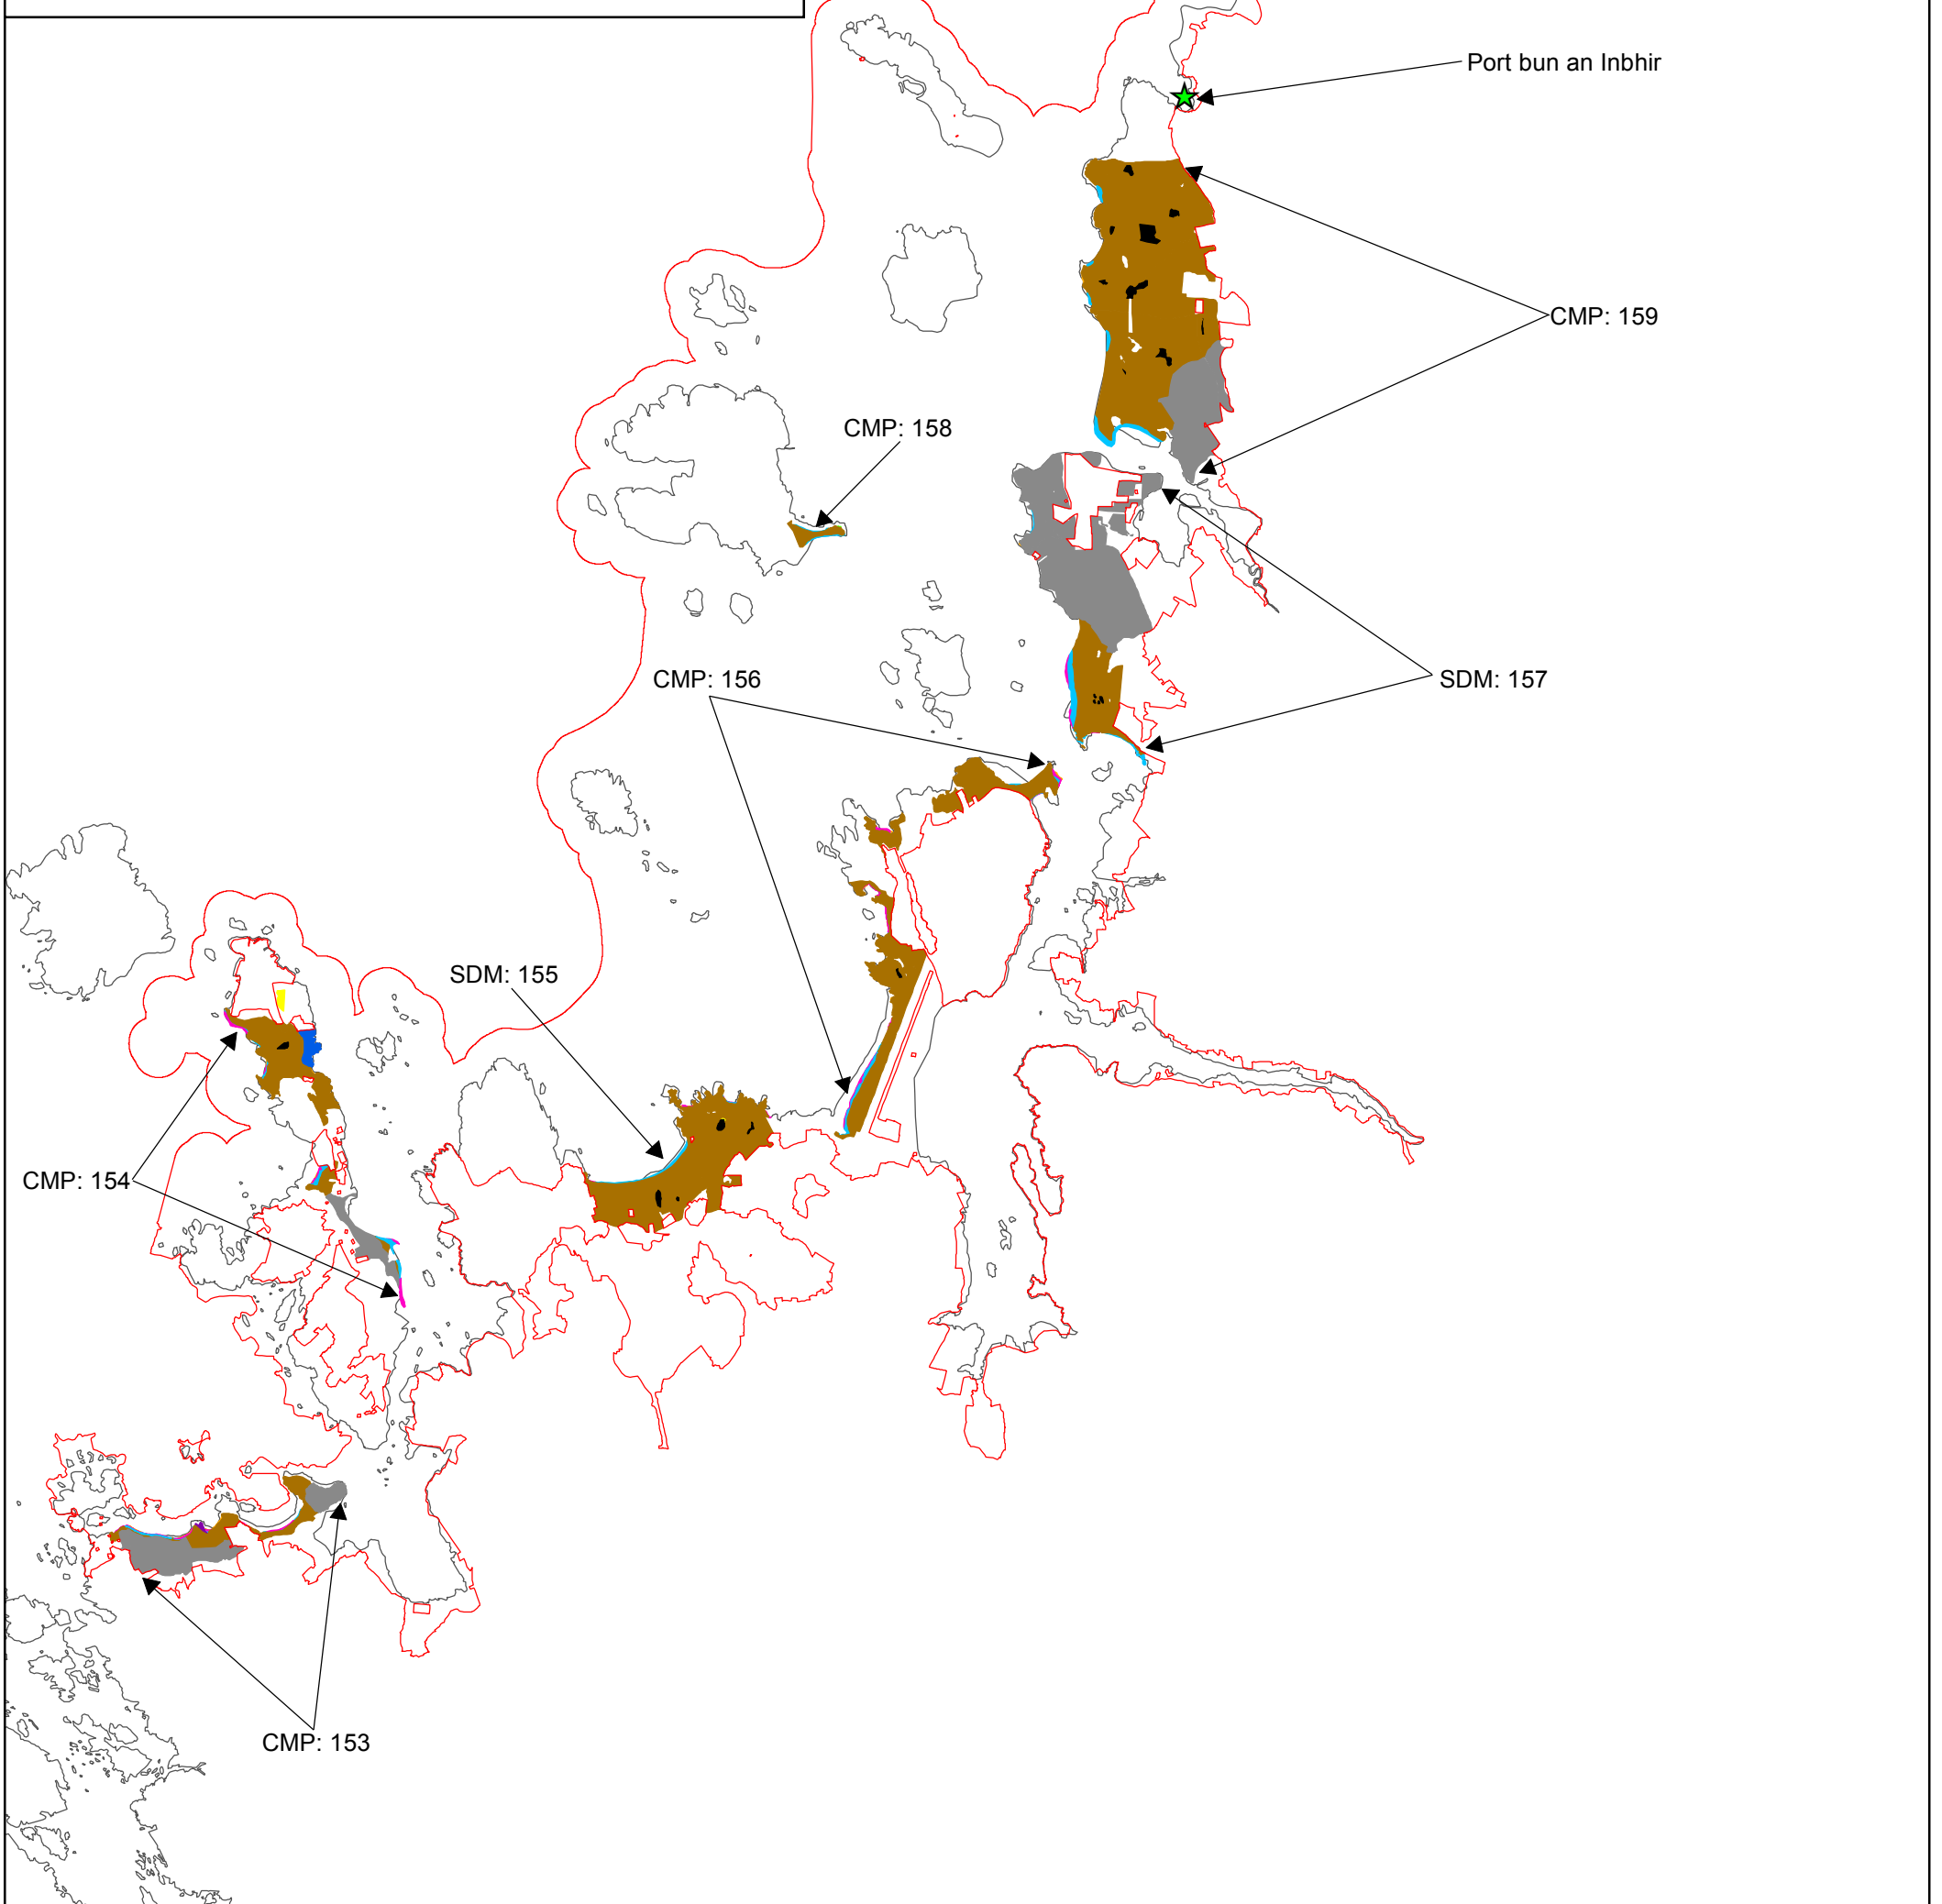 Port bun an Inbhir
CMP: 159
CMP: 158
CMP: 156
SDM: 157
SDM: 155
CMP: 154
CMP: 153